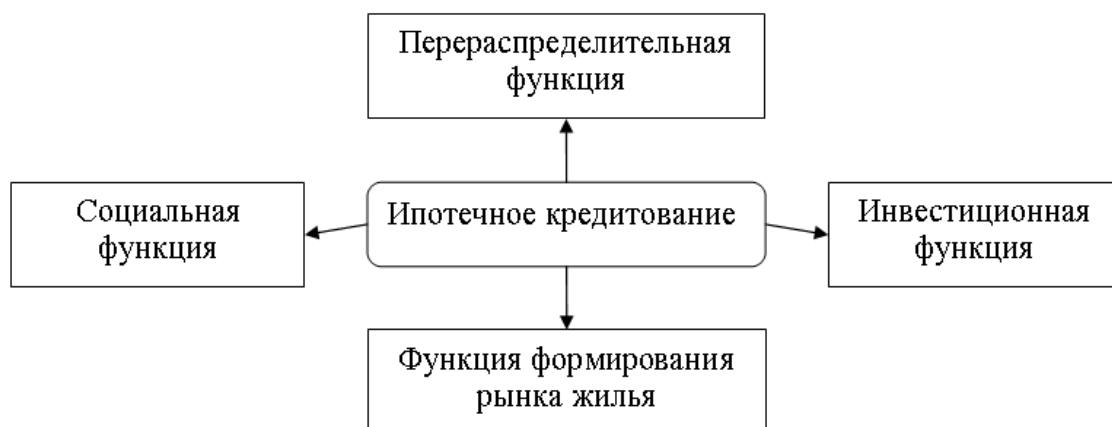 Перераспределительная
функция
Социальная
функция
Ипотечное кредитование
Инвестиционная
функция
Функция формирования
рынка жилья